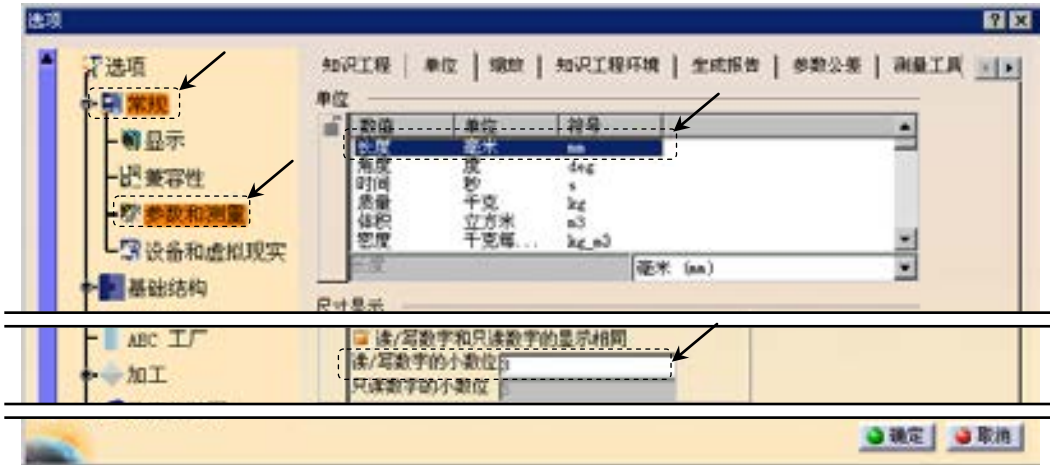 选项
选项
常规
显示
兼容性
参数和测量
设备和虚拟现实
基础结构
ABC 工厂
加工
知识工程 单位 缩放 知识工程环境 生成报告 参数公差 测量工具
单位
数值 单位 符号
长度 毫米 mm
角度 度 deg
时间 秒 s
质量 千克 kg
体积 立方米 m3
密度 千克每... kg_m3
长度 毫米 (mm)
尺寸显示
读/写数字和只读数字的显示相同
读/写数字的小数位
只读数字的小数位
确定 取消